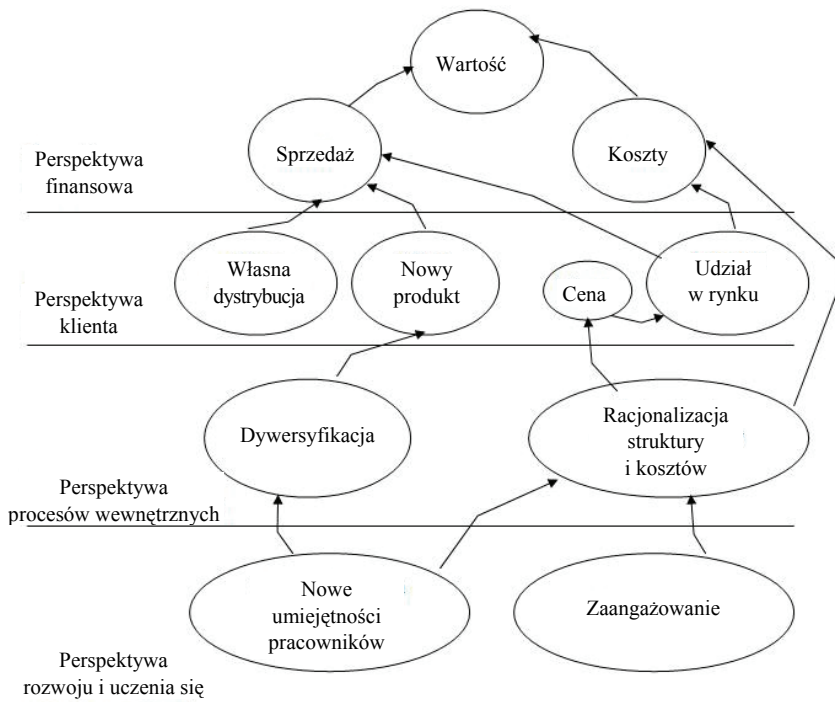 Wartość
Sprzedaż
Koszty
Perspektywa
finansowa
Własna
dystrybucja
Nowy
produkt
Cena
Udział
w rynku
Perspektywa
klienta
Dywersyfikacja
Racjonalizacja
struktury
i kosztów
Perspektywa
procesów wewnętrznych
Nowe
umiejętności
pracowników
Zaangażowanie
Perspektywa
rozwoju i uczenia się